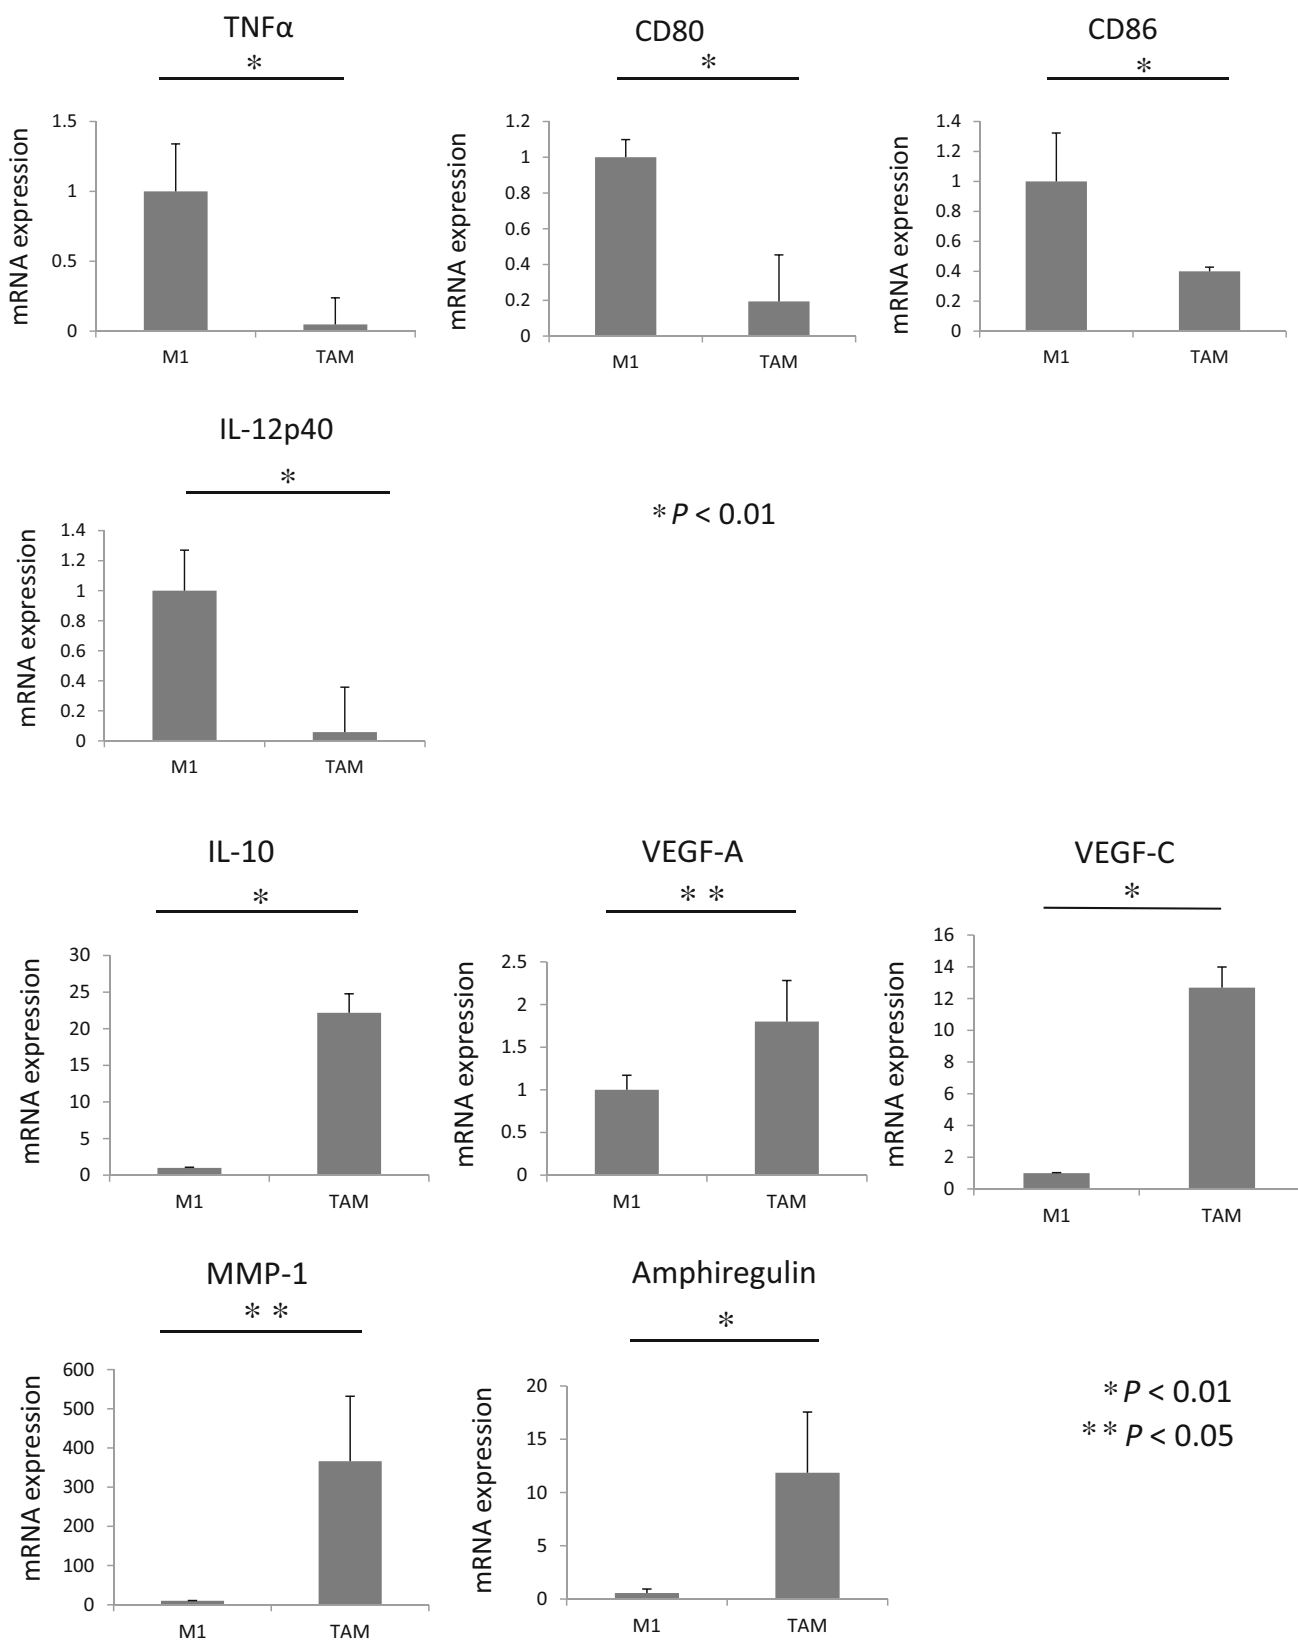 TNFα
*
mRNA expression
1.5
1
0.5
0
M1 TAM
CD80
*
mRNA expression
1.2
1
0.8
0.6
0.4
0.2
0
M1 TAM
CD86
*
mRNA expression
1.4
1.2
1
0.8
0.6
0.4
0.2
0
M1 TAM
IL-12p40
*
mRNA expression
1.4
1.2
1
0.8
0.6
0.4
0.2
0
M1 TAM
* P < 0.01
IL-10
*
mRNA expression
30
25
20
15
10
5
0
M1 TAM
VEGF-A
* *
mRNA expression
2.5
2
1.5
1
0.5
0
M1 TAM
VEGF-C
*
mRNA expression
16
14
12
10
8
6
4
2
0
M1 TAM
MMP-1
* *
mRNA expression
600
500
400
300
200
100
0
M1 TAM
Amphiregulin
*
mRNA expression
20
15
10
5
0
M1 TAM
* P < 0.01
* * P < 0.05